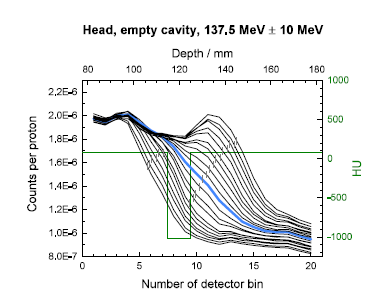 Head, empty cavity, 137.5 MeV ± 10 MeV
Depth / mm
80 100 120 140 160 180
2,2E-6
2,0E-6
1,8E-6
1,6E-6
1,4E-6
1,2E-6
1,0E-6
8,0E-7
Counts per proton
1000
500
0
-500
-1000
HU
0 5 10 15 20
Number of detector bin